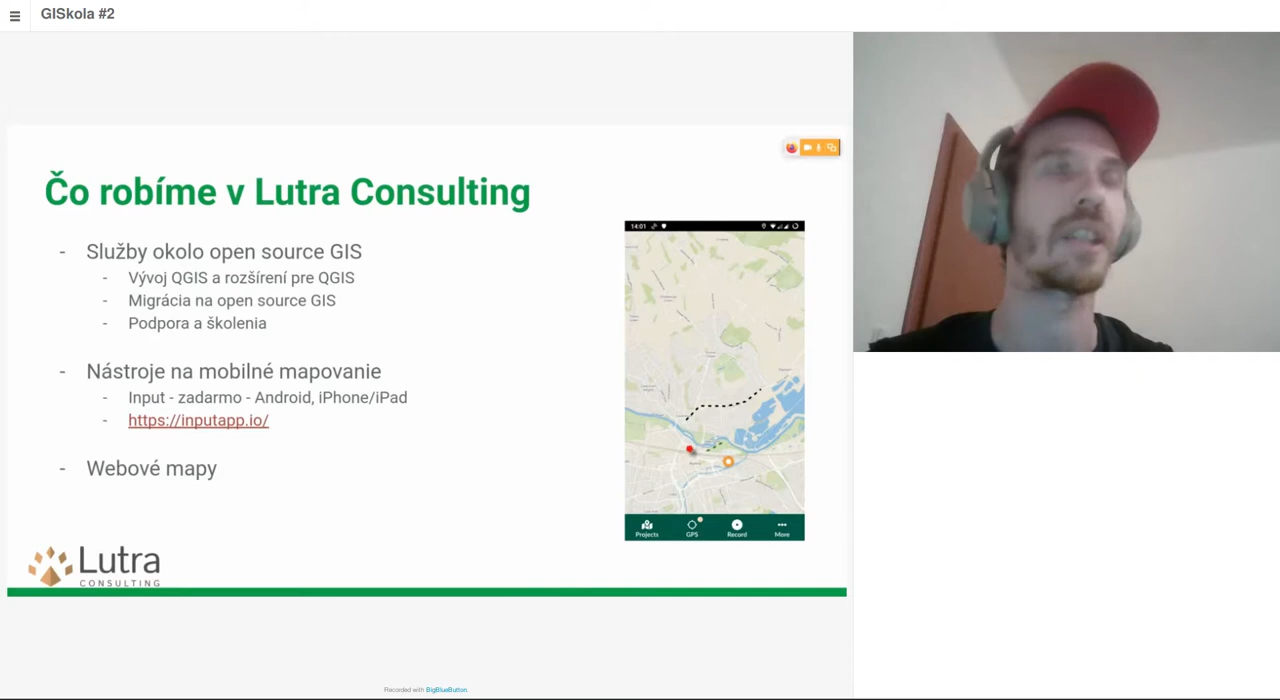 GISkola #2
Čo robíme v Lutra Consulting
- Služby okolo open source GIS
- Vývoj QGIS a rozšírení pre QGIS
- Migrácia na open source GIS
- Podpora a školenia
- Nástroje na mobilné mapovanie
- Input - zadarmo - Android, iPhone/iPad
- https://inputapp.io/
- Webové mapy
14:01
Projects GPS Record More
Lutra
CONSULTING
Recorded with BigBlueButton.